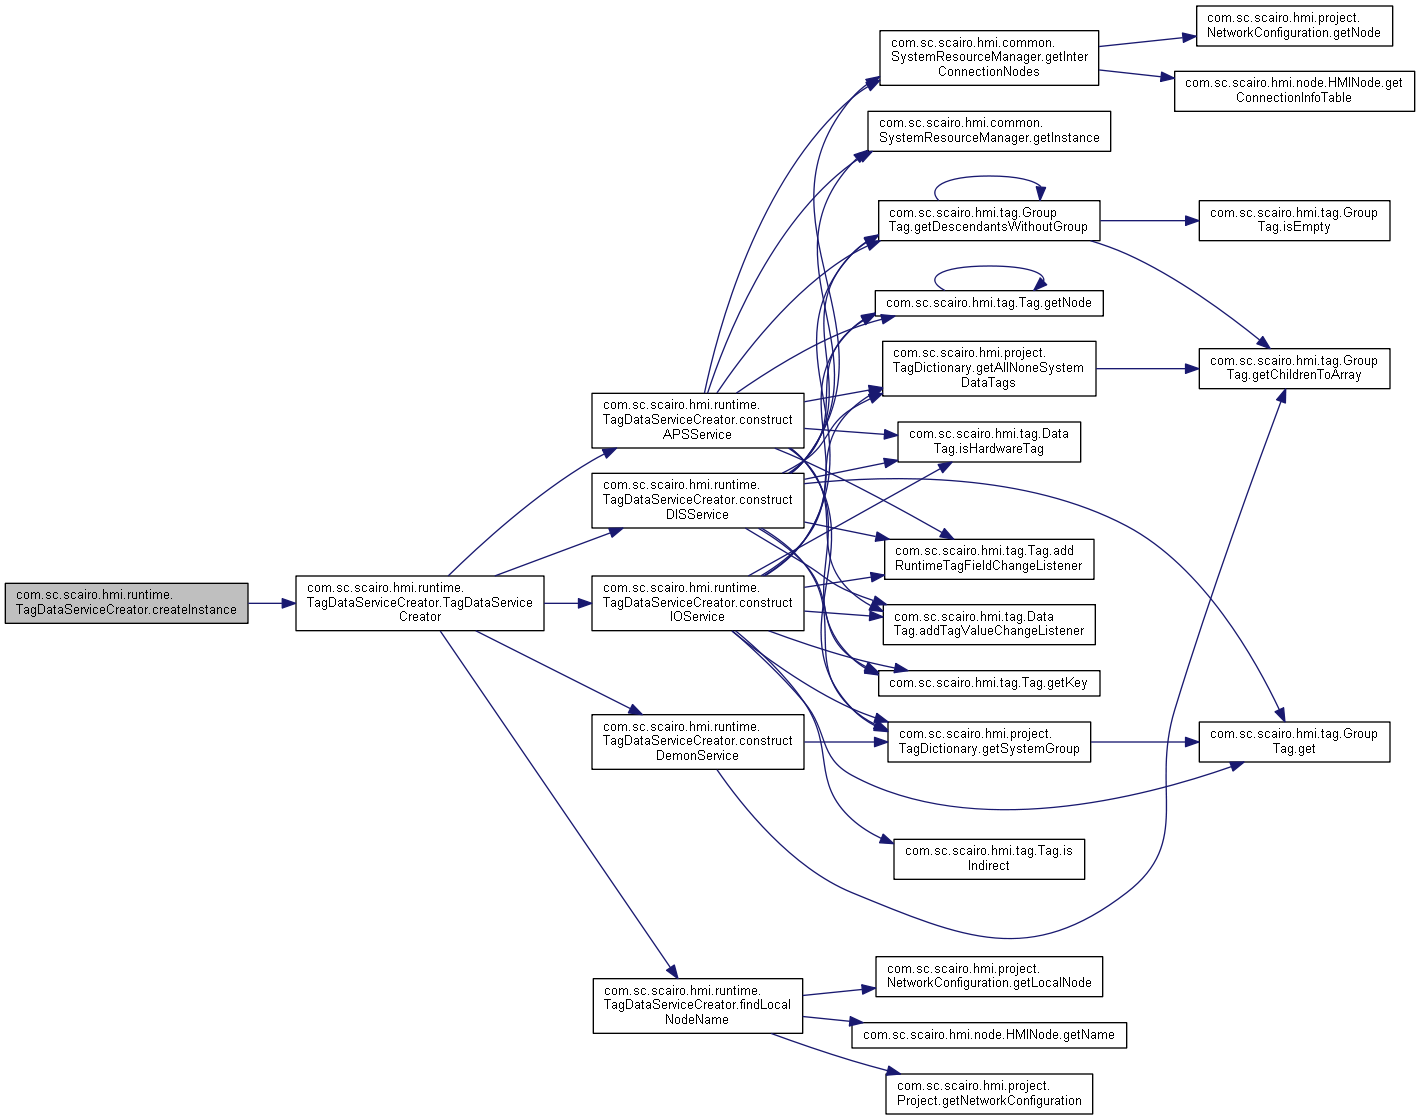 com.sc.scairo.hmi.runtime.
TagDataServiceCreator.createInstance
com.sc.scairo.hmi.runtime.
TagDataServiceCreator.TagDataService
Creator
com.sc.scairo.hmi.runtime.
TagDataServiceCreator.construct
APSService
com.sc.scairo.hmi.runtime.
TagDataServiceCreator.construct
DISService
com.sc.scairo.hmi.runtime.
TagDataServiceCreator.construct
IOService
com.sc.scairo.hmi.runtime.
TagDataServiceCreator.construct
DemonService
com.sc.scairo.hmi.runtime.
TagDataServiceCreator.findLocal
NodeName
com.sc.scairo.hmi.common.
SystemResourceManager.getInter
ConnectionNodes
com.sc.scairo.hmi.common.
SystemResourceManager.getInstance
com.sc.scairo.hmi.tag.Group
Tag.getDescendantsWithoutGroup
com.sc.scairo.hmi.tag.Tag.getNode
com.sc.scairo.hmi.project.
TagDictionary.getAllNoneSystem
DataTags
com.sc.scairo.hmi.tag.Data
Tag.isHardwareTag
com.sc.scairo.hmi.tag.Tag.add
RuntimeTagFieldChangeListener
com.sc.scairo.hmi.tag.Data
Tag.addTagValueChangeListener
com.sc.scairo.hmi.tag.Tag.getKey
com.sc.scairo.hmi.project.
TagDictionary.getSystemGroup
com.sc.scairo.hmi.tag.Tag.is
Indirect
com.sc.scairo.hmi.project.
NetworkConfiguration.getLocalNode
com.sc.scairo.hmi.node.HMINode.getName
com.sc.scairo.hmi.project.
Project.getNetworkConfiguration
com.sc.scairo.hmi.project.
NetworkConfiguration.getNode
com.sc.scairo.hmi.node.HMINode.get
ConnectionInfoTable
com.sc.scairo.hmi.tag.Group
Tag.isEmpty
com.sc.scairo.hmi.tag.Group
Tag.getChildrenToArray
com.sc.scairo.hmi.tag.Group
Tag.get